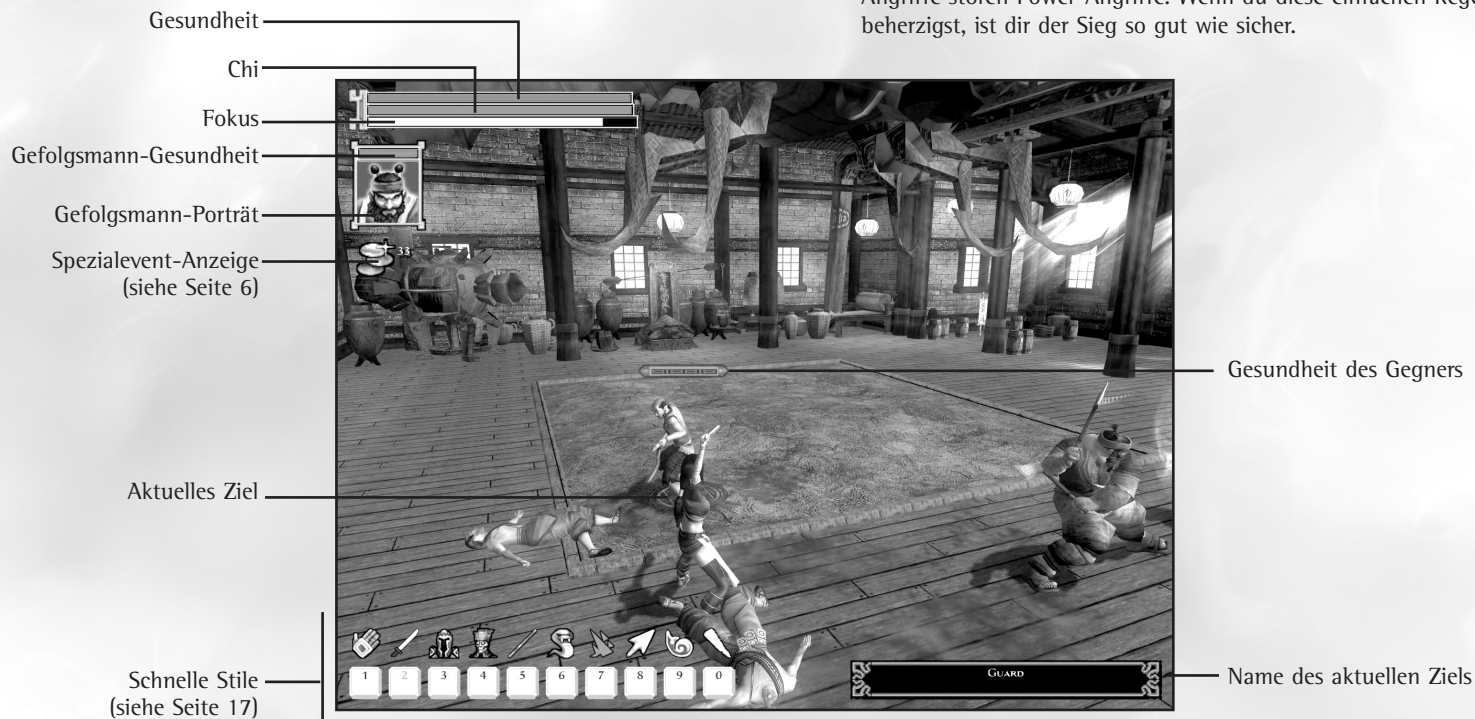 Angriffe stören Power-Angriffe. Wenn du diese einfachen
beherzigst, ist dir der Sieg so gut wie sicher.
Gesundheit
Chi
Fokus
Gefolgsmann-Gesundheit
Gefolgsmann-Porträt
Spezialevent-Anzeige
(siehe Seite 6)
33
Gesundheit des Gegners
Aktuelles Ziel
Schnelle Stile
(siehe Seite 17)
1 2 3 4 5 6 7 8 9 0
GUARD
Name des aktuellen Ziels